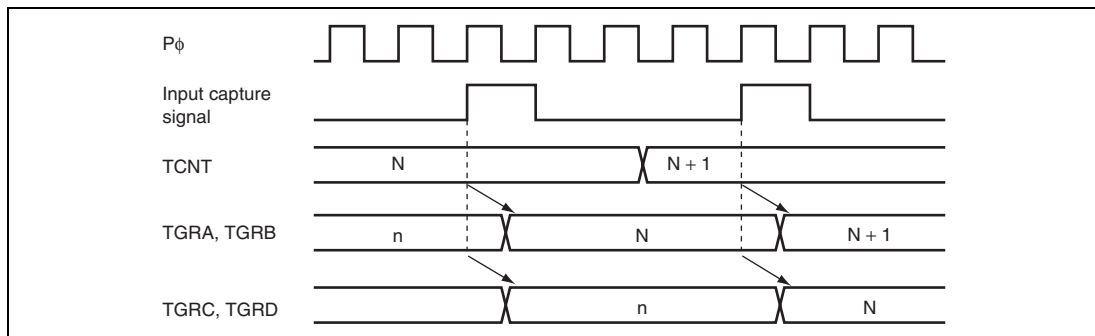 Pϕ
Input capture
signal
TCNT N N + 1
TGRA, TGRB n N N + 1
TGRC, TGRD n N